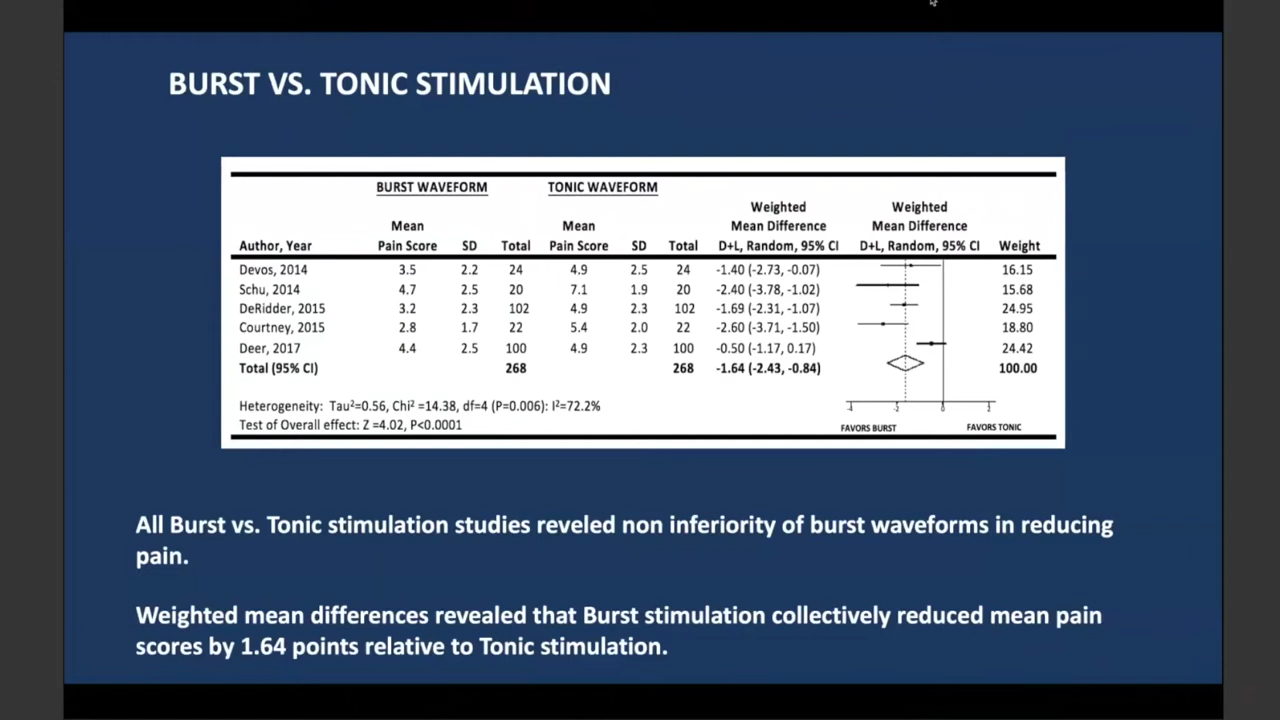 BURST VS. TONIC STIMULATION
BURST WAVEFORM TONIC WAVEFORM
Weighted Weighted
Mean Mean Mean Difference Mean Difference
Author, Year Pain Score SD Total Pain Score SD Total D+L, Random, 95% CI D+L, Random, 95% CI Weight
Devos, 2014 3.5 2.2 24 4.9 2.5 24 -1.40 (-2.73, -0.07) 16.15
Schu, 2014 4.7 2.5 20 7.1 1.9 20 -2.40 (-3.78, -1.02) 15.68
DeRidder, 2015 3.2 2.3 102 4.9 2.3 102 -1.69 (-2.31, -1.07) 24.95
Courtney, 2015 2.8 1.7 22 5.4 2.0 22 -2.60 (-3.71, -1.50) 18.80
Deer, 2017 4.4 2.5 100 4.9 2.3 100 -0.50 (-1.17, 0.17) 24.42
Total (95% CI) 268 268 -1.64 (-2.43, -0.84) 100.00
Heterogeneity: Tau²=0.56, Chi² =14.38, df=4 (P=0.006): I²=72.2%
-4 -2 0 2
Test of Overall effect: Z =4.02, P<0.0001
FAVORS BURST FAVORS TONIC
All Burst vs. Tonic stimulation studies reveled non inferiority of burst waveforms in reducing
pain.
Weighted mean differences revealed that Burst stimulation collectively reduced mean pain
scores by 1.64 points relative to Tonic stimulation.